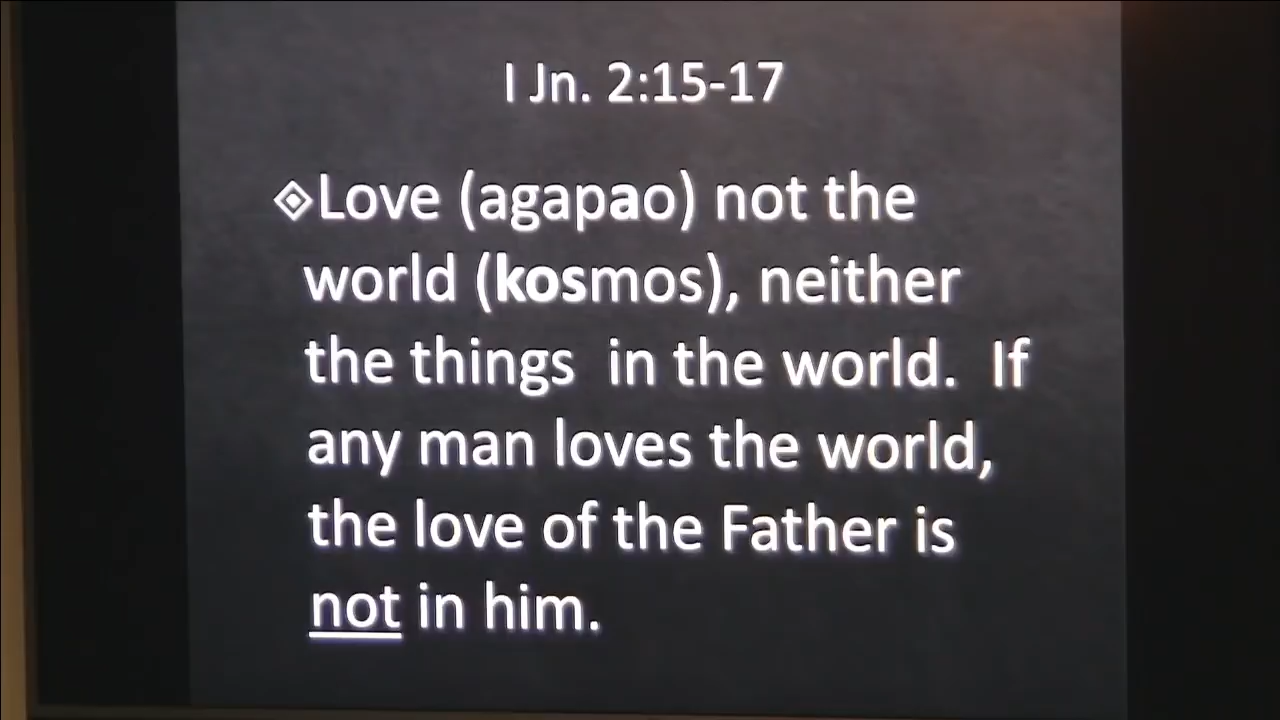 I Jn. 2:15-17
Love (agapao) not the
world (kosmos), neither
the things in the world. If
any man loves the world,
the love of the Father is
not in him.